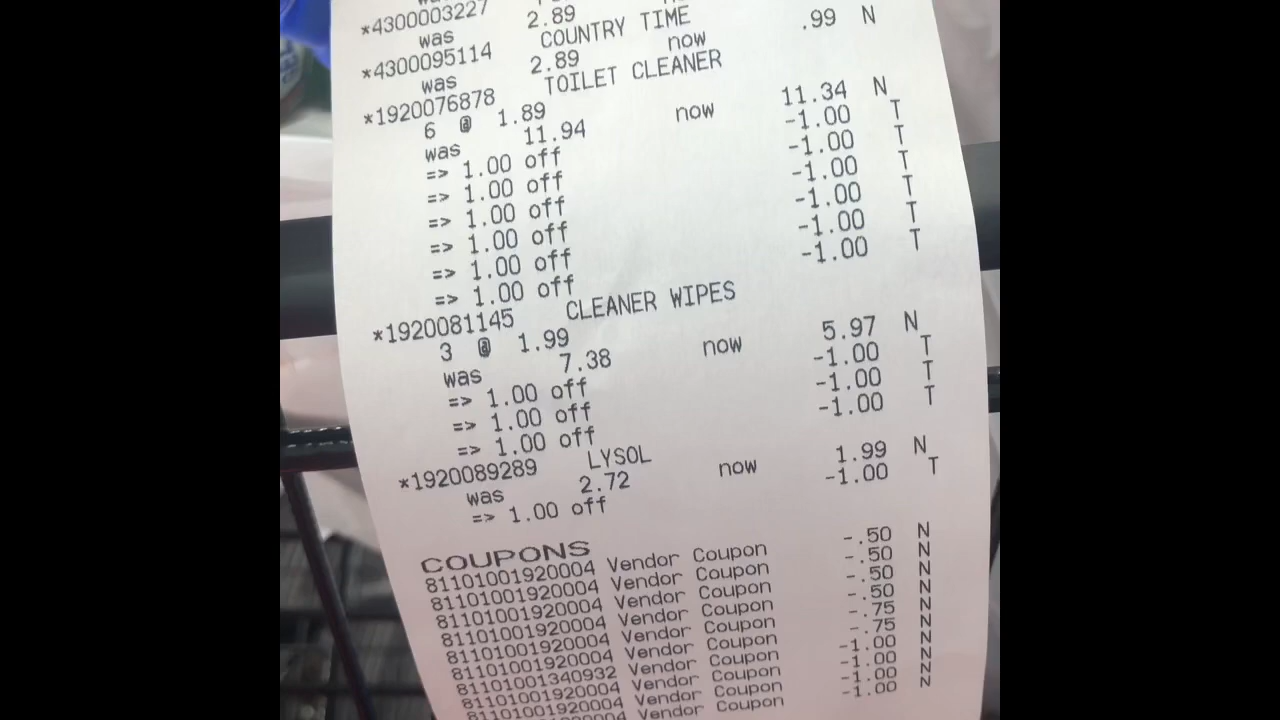 *4300003227
was 2.89
*4300095114 COUNTRY TIME .99 N
was 2.89 now
*1920076878 TOILET CLEANER
6 @ 1.89 11.34 N
was 11.94 now
=> 1.00 off -1.00 T
=> 1.00 off -1.00 T
=> 1.00 off -1.00 T
=> 1.00 off -1.00 T
=> 1.00 off -1.00 T
=> 1.00 off -1.00 T
*1920081145 CLEANER WIPES
3 @ 1.99 5.97 N
was 7.38 now
=> 1.00 off -1.00 T
=> 1.00 off -1.00 T
=> 1.00 off -1.00 T
*1920089289 LYSOL 1.99 N
was 2.72 now
=> 1.00 off -1.00 T
COUPONS
81101001920004 Vendor Coupon -.50 N
81101001920004 Vendor Coupon -.50 N
81101001920004 Vendor Coupon -.50 N
81101001920004 Vendor Coupon -.50 N
81101001920004 Vendor Coupon -.75 N
81101001920004 Vendor Coupon -.75 N
81101001340932 Vendor Coupon -1.00 N
81101001920004 Vendor Coupon -1.00 N
81101001920004 Vendor Coupon -1.00 N
Vendor Coupon -1.00 N